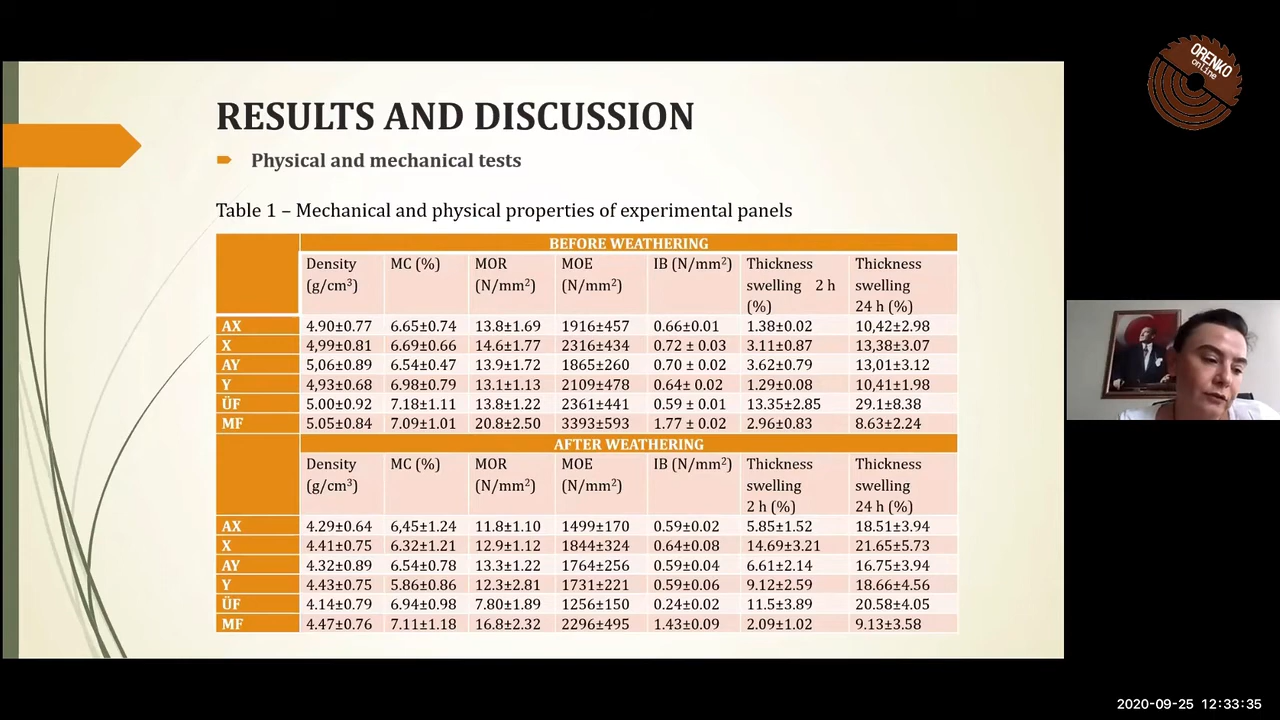 ORENKO
online
RESULTS AND DISCUSSION
Physical and mechanical tests
Table 1 – Mechanical and physical properties of experimental panels
BEFORE WEATHERING
Density (g/cm³) MC (%) MOR (N/mm²) MOE (N/mm²) IB (N/mm²) Thickness swelling 2 h (%) Thickness swelling 24 h (%)
AX 4.90±0.77 6.65±0.74 13.8±1.69 1916±457 0.66±0.01 1.38±0.02 10,42±2.98
X 4,99±0.81 6.69±0.66 14.6±1.77 2316±434 0.72 ± 0.03 3.11±0.87 13,38±3.07
AY 5,06±0.89 6.54±0.47 13.9±1.72 1865±260 0.70 ± 0.02 3.62±0.79 13,01±3.12
Y 4,93±0.68 6.98±0.79 13.1±1.13 2109±478 0.64± 0.02 1.29±0.08 10,41±1.98
ÜF 5.00±0.92 7.18±1.11 13.8±1.22 2361±441 0.59 ± 0.01 13.35±2.85 29.1±8.38
MF 5.05±0.84 7.09±1.01 20.8±2.50 3393±593 1.77 ± 0.02 2.96±0.83 8.63±2.24
AFTER WEATHERING
Density (g/cm³) MC (%) MOR (N/mm²) MOE (N/mm²) IB (N/mm²) Thickness swelling 2 h (%) Thickness swelling 24 h (%)
AX 4.29±0.64 6,45±1.24 11.8±1.10 1499±170 0.59±0.02 5.85±1.52 18.51±3.94
X 4.41±0.75 6.32±1.21 12.9±1.12 1844±324 0.64±0.08 14.69±3.21 21.65±5.73
AY 4.32±0.89 6.54±0.78 13.3±1.22 1764±256 0.59±0.04 6.61±2.14 16.75±3.94
Y 4.43±0.75 5.86±0.86 12.3±2.81 1731±221 0.59±0.06 9.12±2.59 18.66±4.56
ÜF 4.14±0.79 6.94±0.98 7.80±1.89 1256±150 0.24±0.02 11.5±3.89 20.58±4.05
MF 4.47±0.76 7.11±1.18 16.8±2.32 2296±495 1.43±0.09 2.09±1.02 9.13±3.58
2020-09-25 12:33:35